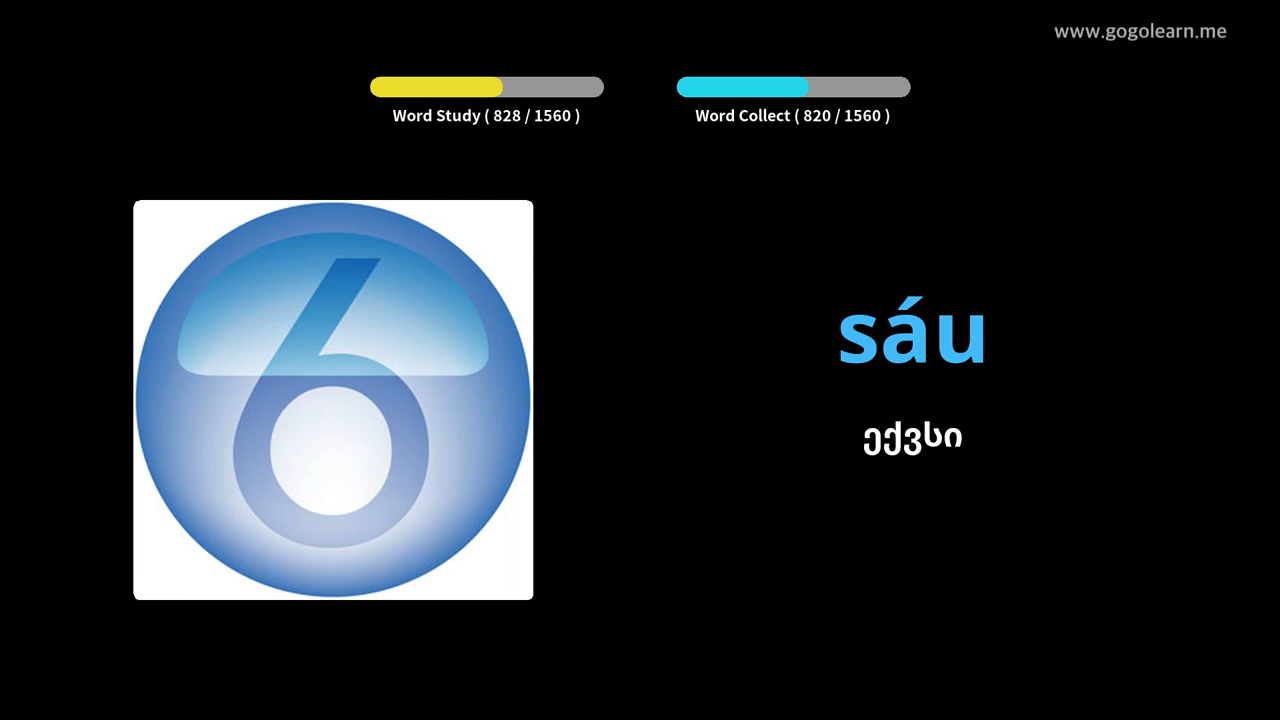 www.gogolearn.me
Word Study ( 828 / 1560 )
Word Collect ( 820 / 1560 )
6
sáu
ექვსი